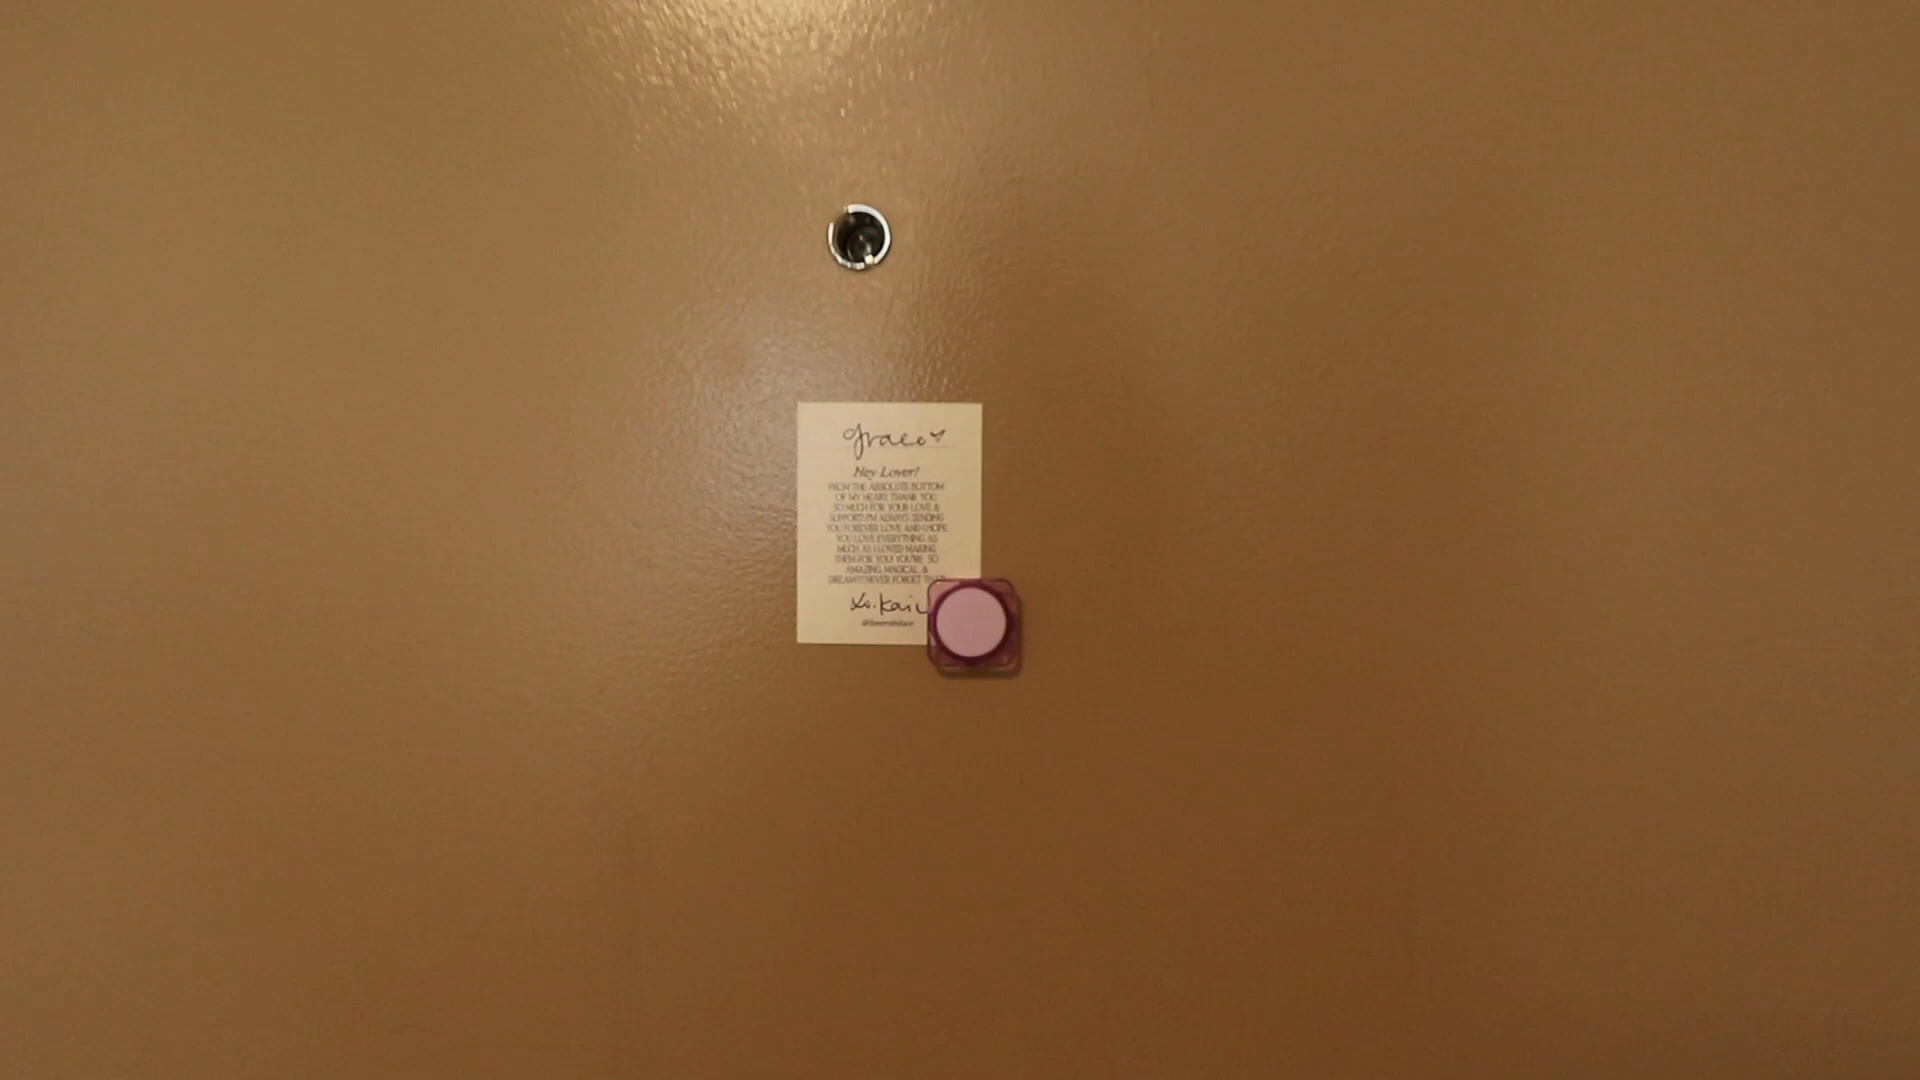 grace
Hey Lover!
FROM THE ABSOLUTE BOTTOM
OF MY HEART THANK YOU
SO MUCH FOR YOUR LOVE &
SUPPORT! I'M ALWAYS SENDING
YOU FOREVER LOVE AND I HOPE
YOU LOVE EVERYTHING AS
MUCH AS I LOVED MAKING
THEM FOR YOU! YOU'RE SO
AMAZING, MAGICAL, &
DREAMY! NEVER FORGET
xo. kai